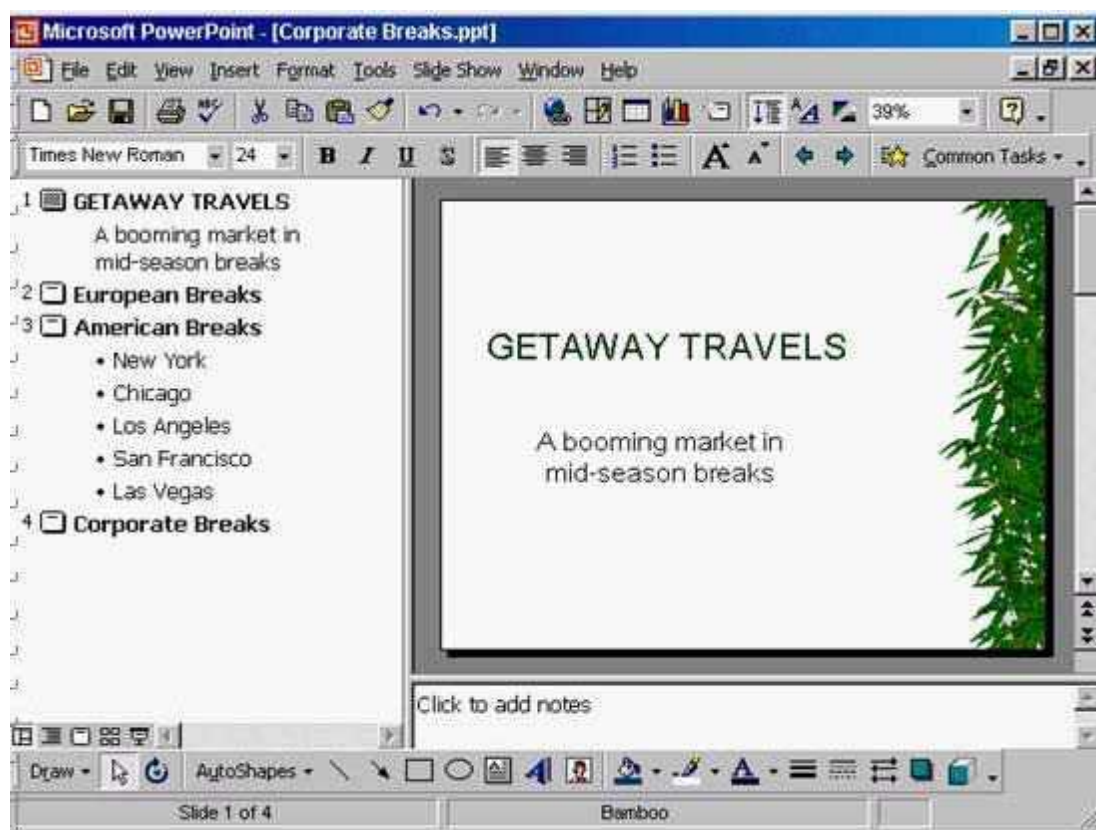 Microsoft PowerPoint - [Corporate Breaks.ppt]
File Edit View Insert Format Tools Slide Show Window Help
39%
Times New Roman 24 B I U S Common Tasks
1 GETAWAY TRAVELS
A booming market in
mid-season breaks
2 European Breaks
3 American Breaks
• New York
• Chicago
• Los Angeles
• San Francisco
• Las Vegas
4 Corporate Breaks
GETAWAY TRAVELS
A booming market in
mid-season breaks
Click to add notes
Draw AutoShapes
Slide 1 of 4 Bamboo